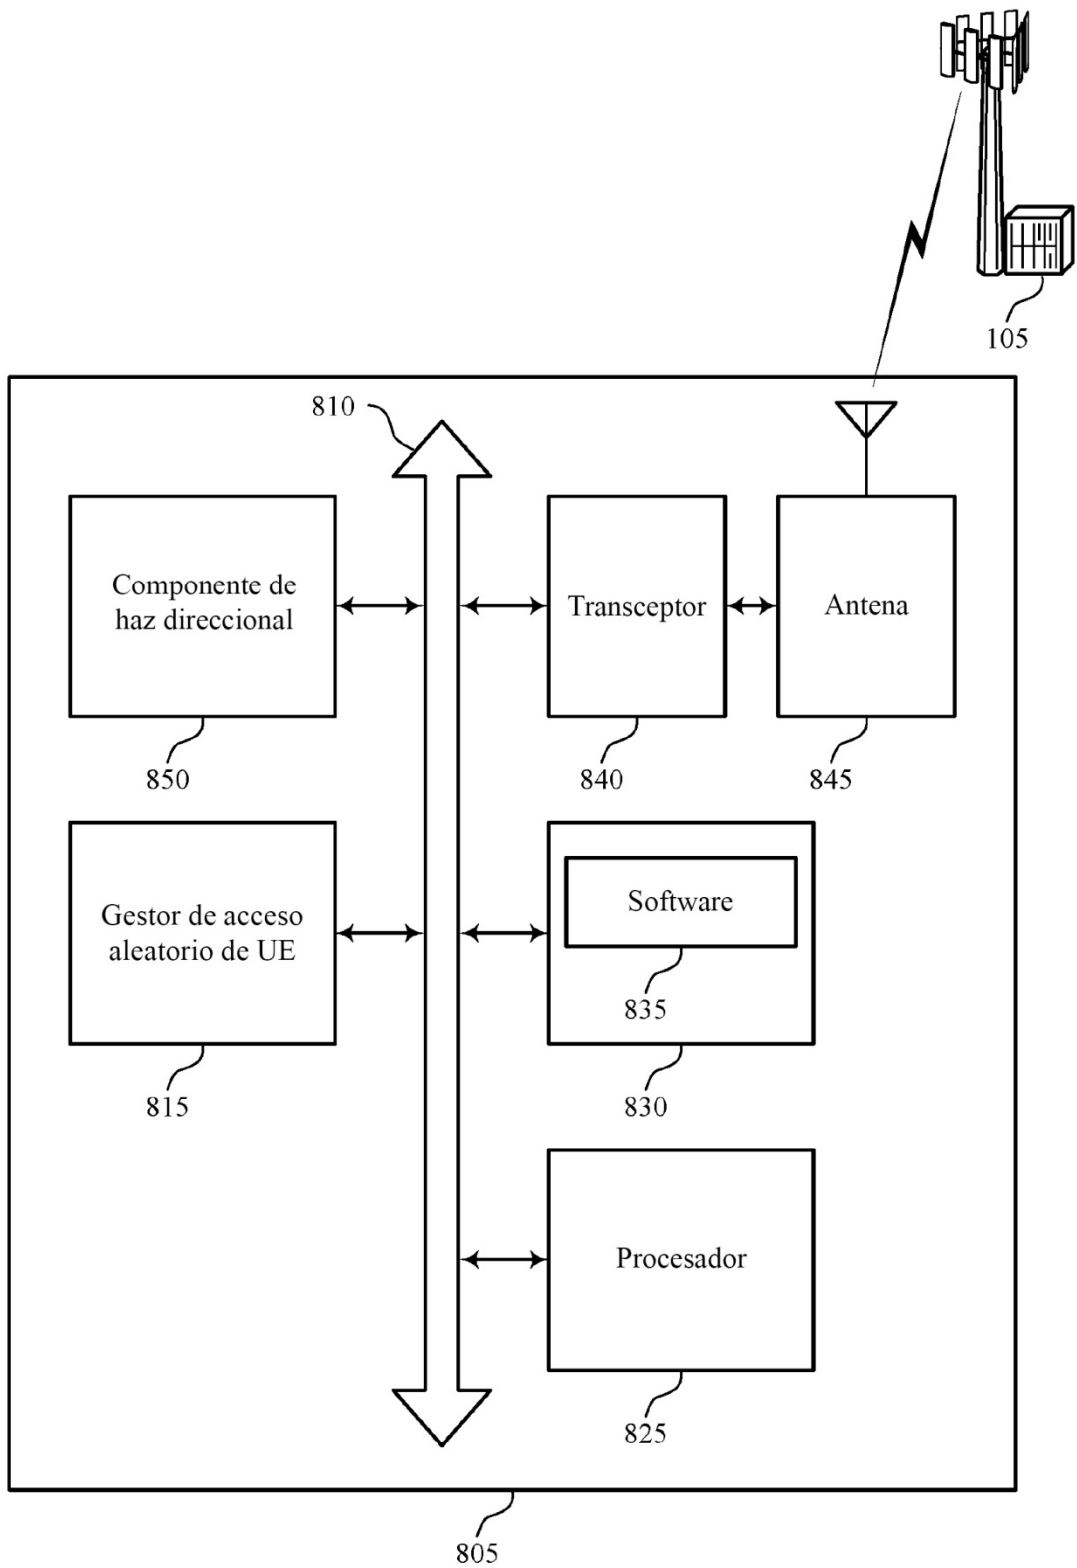 105
810
Componente de
haz direccional
Transceptor
Antena
850
840
845
Gestor de acceso
aleatorio de UE
Software
835
815
830
Procesador
825
805